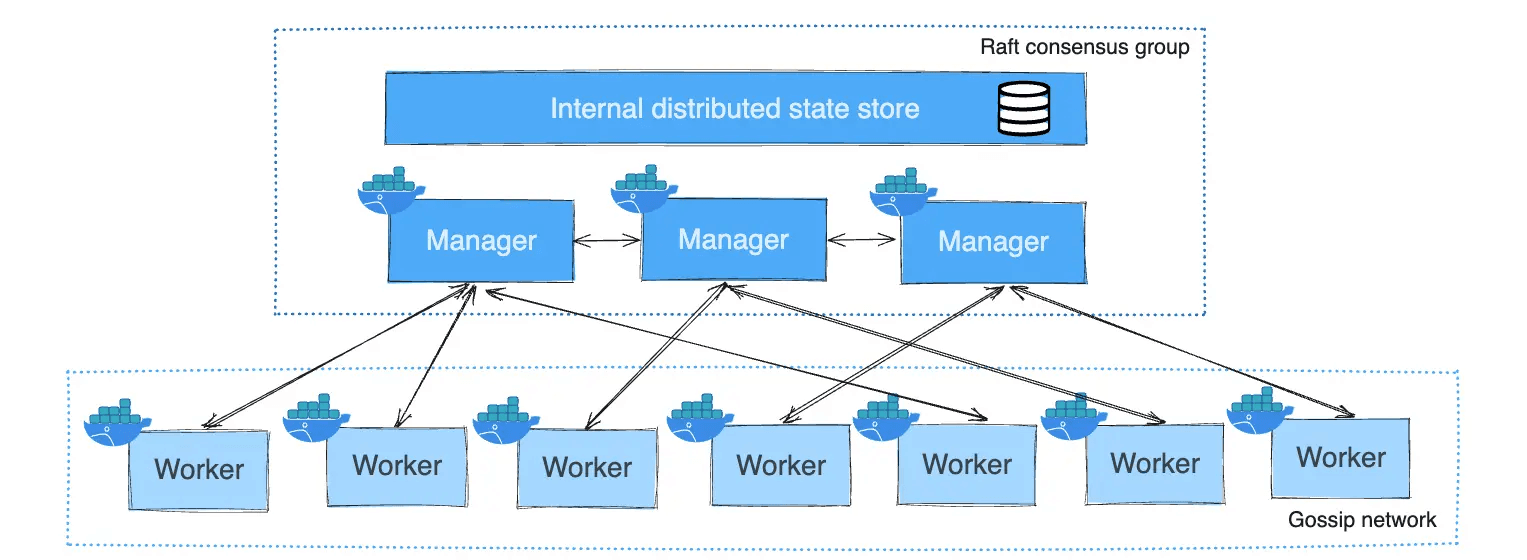 Raft consensus group
Internal distributed state store
Manager
Manager
Manager
Worker
Worker
Worker
Worker
Worker
Worker
Worker
Gossip network